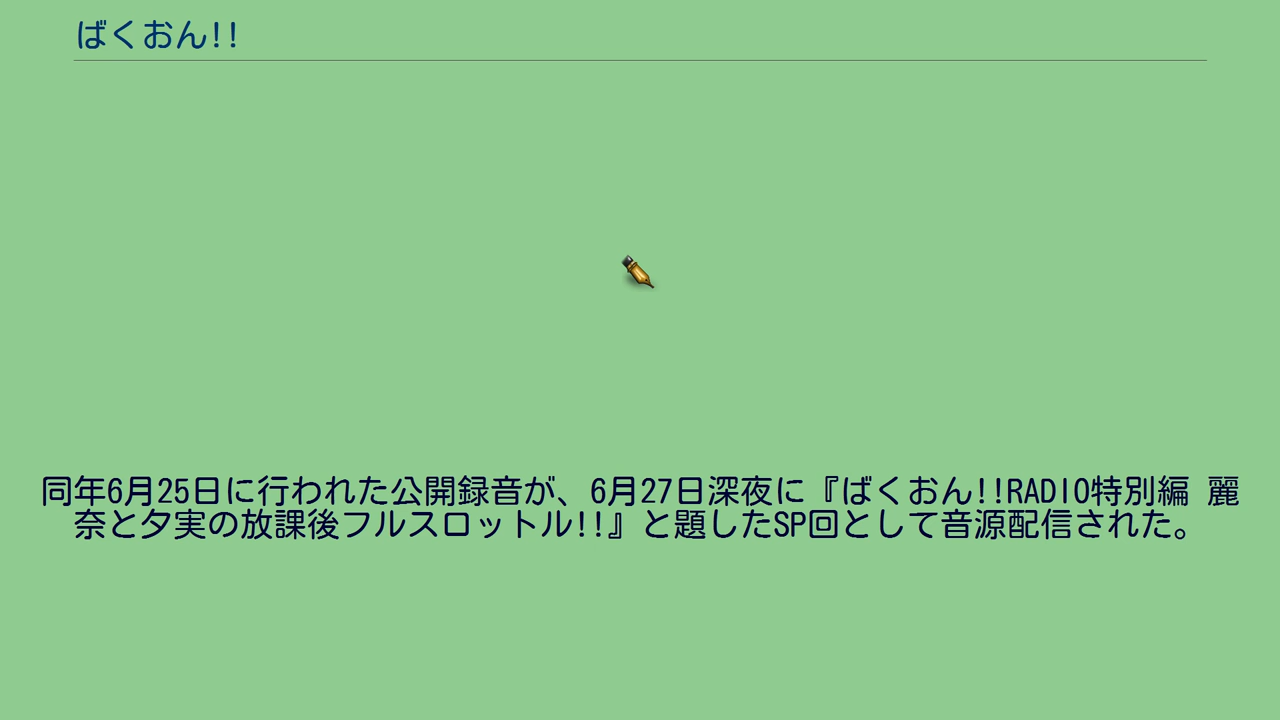 ばくおん!!
同年6月25日に行われた公開録音が、6月27日深夜に『ばくおん!!RADIO特別編 麗
奈と夕実の放課後フルスロットル!!』と題したSP回として音源配信された。